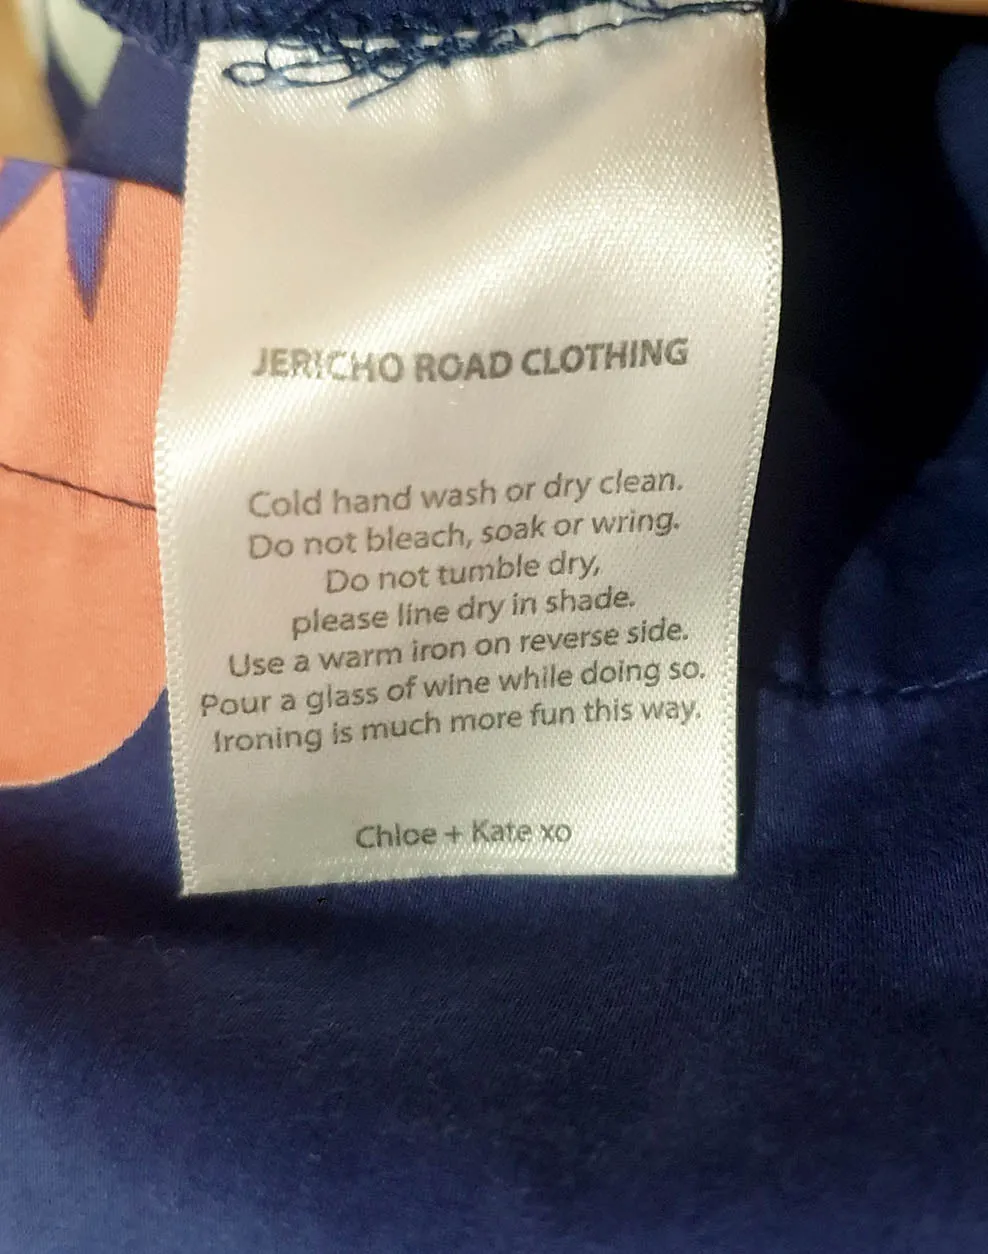 JERICHO ROAD CLOTHING
Cold hand wash or dry clean.
Do not bleach, soak or wring.
Do not tumble dry,
please line dry in shade.
Use a warm iron on reverse side.
Pour a glass of wine while doing so.
Ironing is much more fun this way.
Chloe + Kate xo